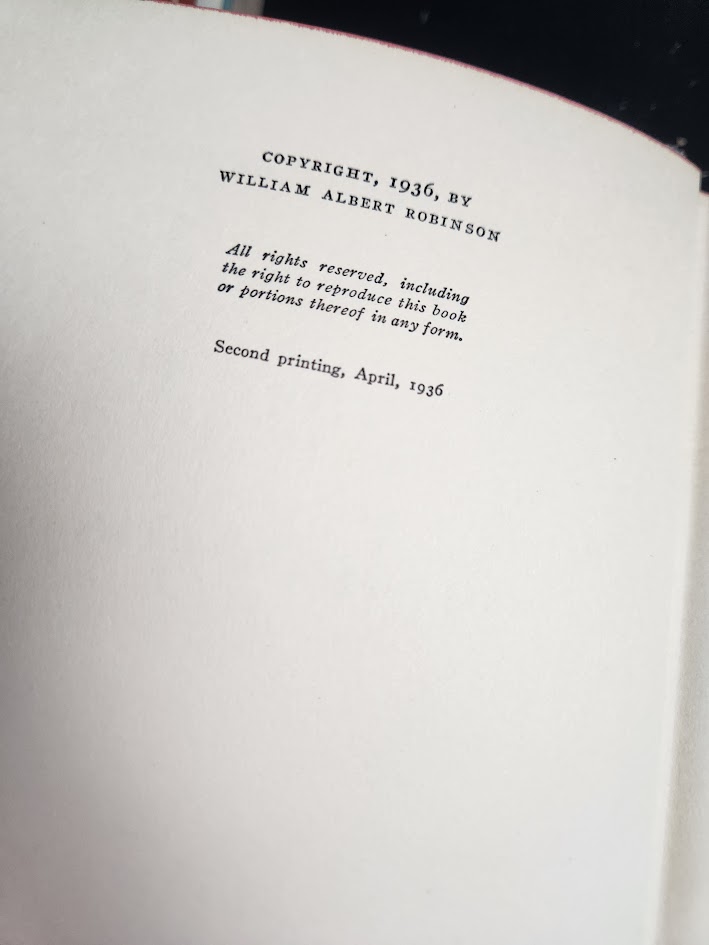 COPYRIGHT, 1936, BY
WILLIAM ALBERT ROBINSON
All rights reserved, including
the right to reproduce this book
or portions thereof in any form.
Second printing, April, 1936